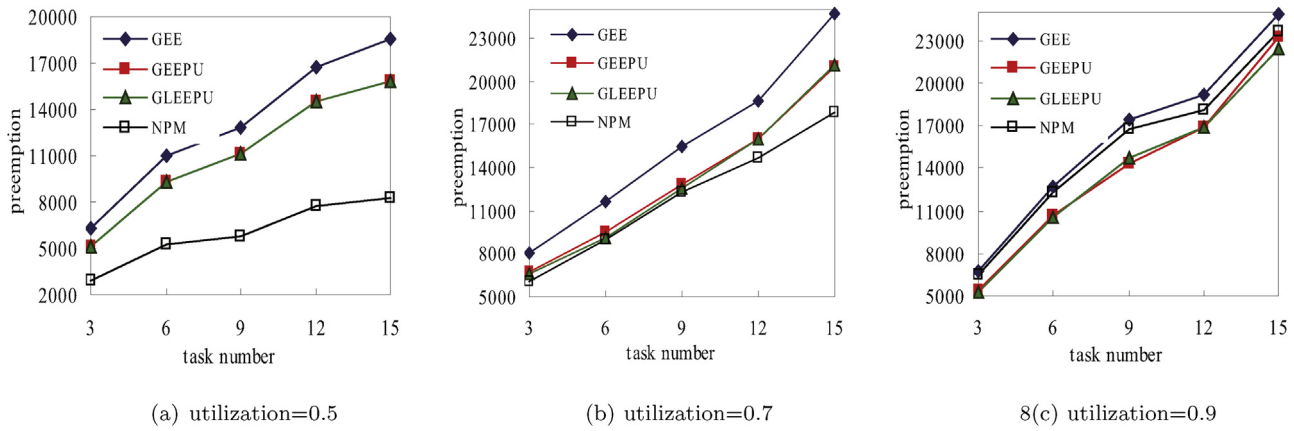 20000
17000
14000
11000
8000
5000
2000
preemption
GEE
GEEPU
GLEEPU
NPM
3 6 9 12 15
task number
(a) utilization=0.5
23000
20000
17000
14000
11000
8000
5000
preemption
GEE
GEEPU
GLEEPU
NPM
3 6 9 12 15
task number
(b) utilization=0.7
23000
20000
17000
14000
11000
8000
5000
preemption
GEE
GEEPU
GLEEPU
NPM
3 6 9 12 15
task number
8(c) utilization=0.9